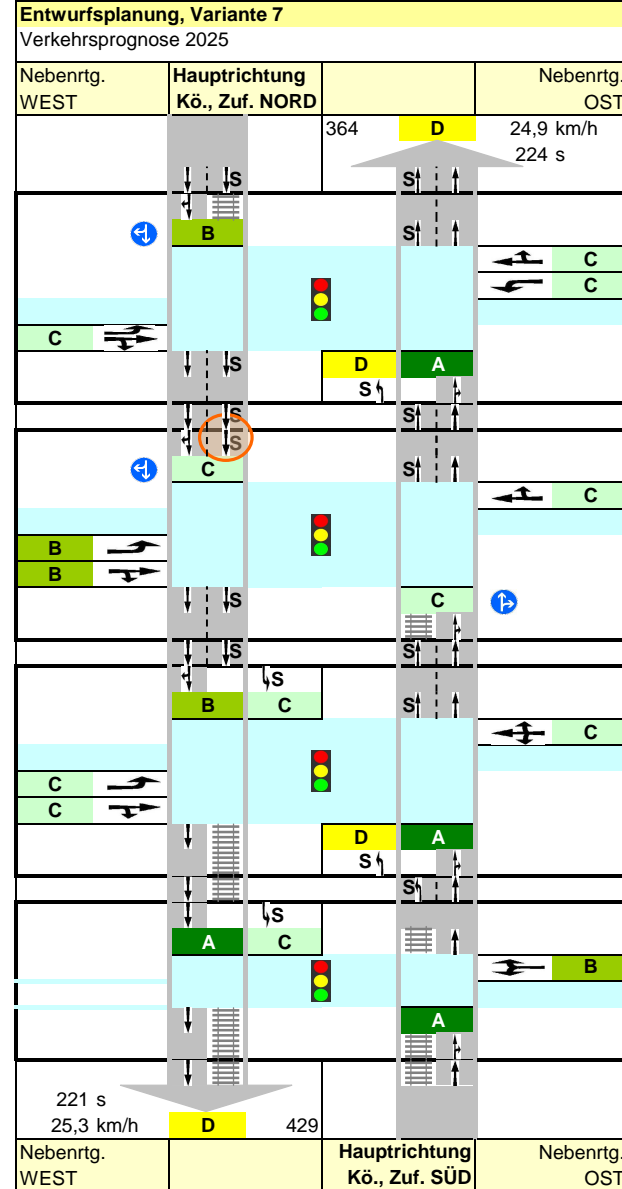 Entwurfsplanung, Variante 7
Verkehrsprognose 2025
Nebenrtg. Hauptrichtung Nebenrtg.
WEST Kö., Zuf. NORD OST
364 D 24,9 km/h
224 s
S S
B S
C
C
C
S D A
S
S S
S
C S
C
B
B
S C
S S
S
B C S
C
C
C
D A
S
S
S
A C
B
A
221 s
25,3 km/h D 429
Nebenrtg. Hauptrichtung Nebenrtg.
WEST Kö., Zuf. SÜD OST